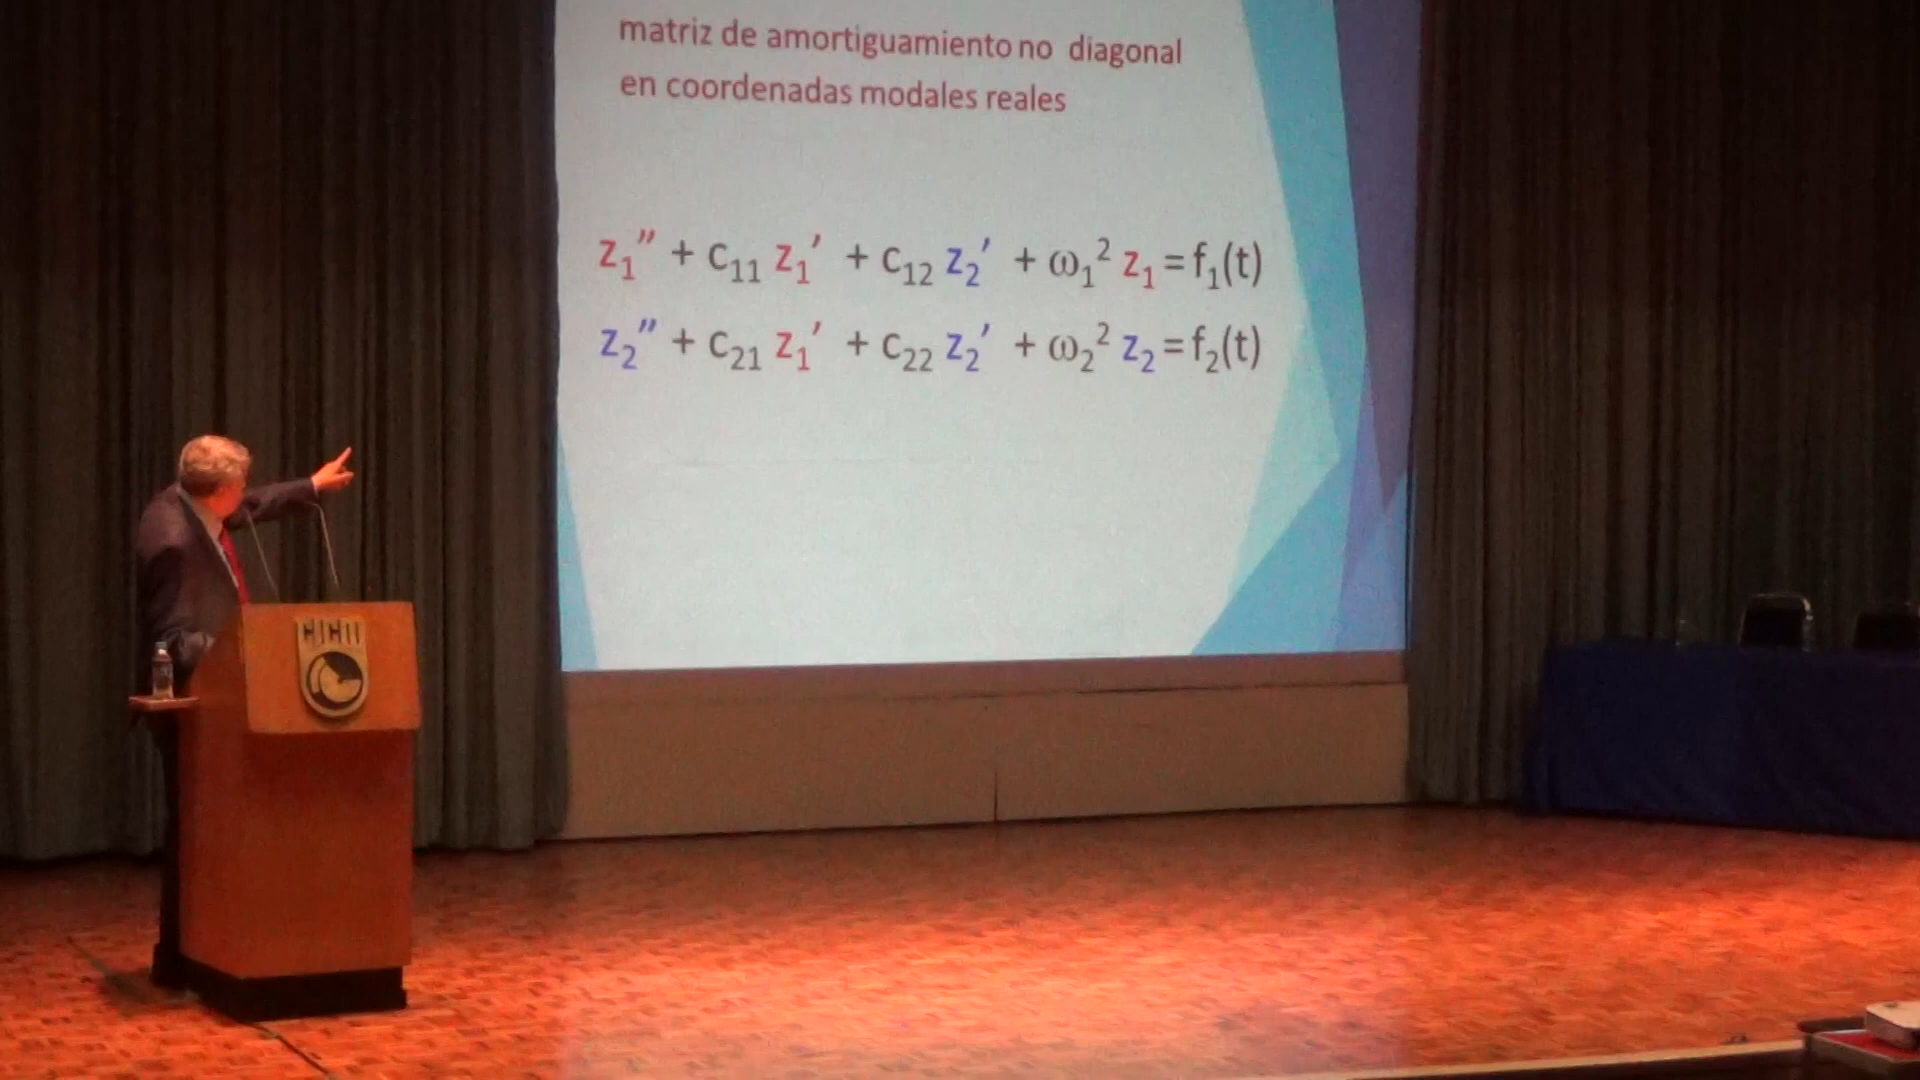 matriz de amortiguamiento no diagonal
en coordenadas modales reales
z₁″ + c₁₁ z₁′ + c₁₂ z₂′ + ω₁² z₁ = f₁(t)
z₂″ + c₂₁ z₁′ + c₂₂ z₂′ + ω₂² z₂ = f₂(t)